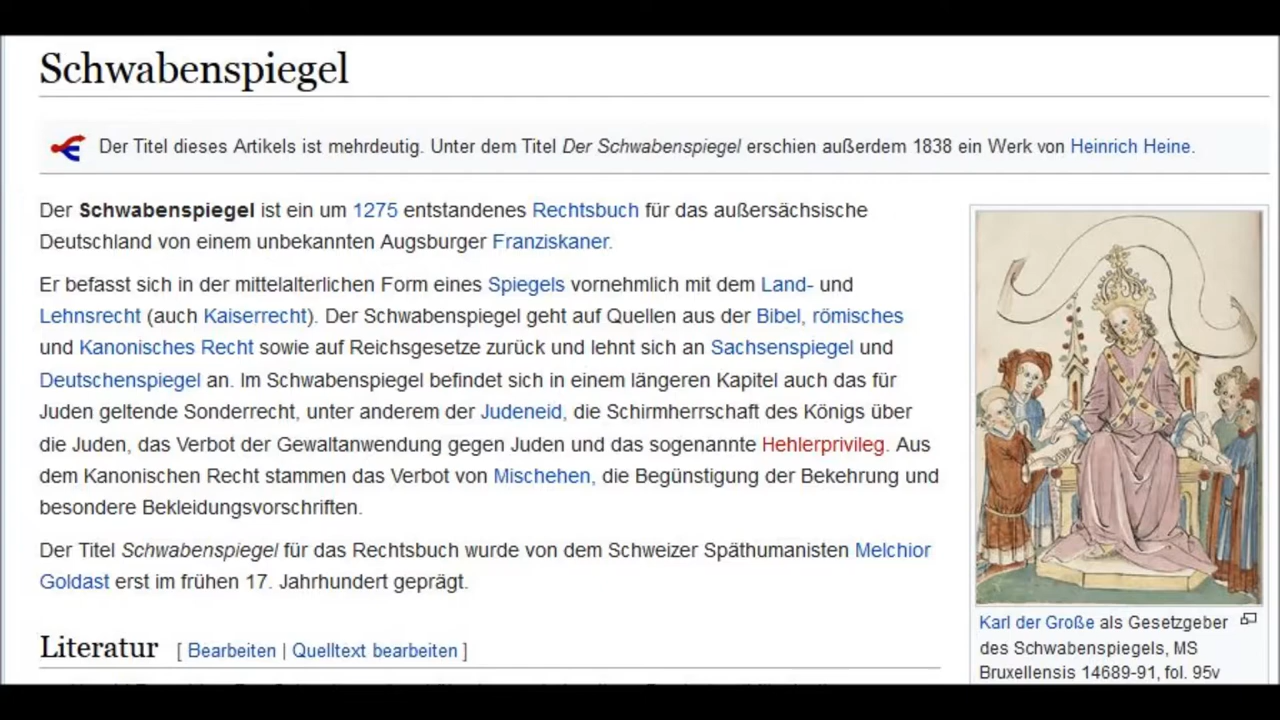 Schwabenspiegel
Der Titel dieses Artikels ist mehrdeutig. Unter dem Titel Der Schwabenspiegel erschien außerdem 1838 ein Werk von Heinrich Heine.
Der Schwabenspiegel ist ein um 1275 entstandenes Rechtsbuch für das außersächsische
Deutschland von einem unbekannten Augsburger Franziskaner.
Er befasst sich in der mittelalterlichen Form eines Spiegels vornehmlich mit dem Land- und
Lehnsrecht (auch Kaiserrecht). Der Schwabenspiegel geht auf Quellen aus der Bibel, römisches
und Kanonisches Recht sowie auf Reichsgesetze zurück und lehnt sich an Sachsenspiegel und
Deutschenspiegel an. Im Schwabenspiegel befindet sich in einem längeren Kapitel auch das für
Juden geltende Sonderrecht, unter anderem der Judeneid, die Schirmherrschaft des Königs über
die Juden, das Verbot der Gewaltanwendung gegen Juden und das sogenannte Hehlerprivileg. Aus
dem Kanonischen Recht stammen das Verbot von Mischehen, die Begünstigung der Bekehrung und
besondere Bekleidungsvorschriften.
Der Titel Schwabenspiegel für das Rechtsbuch wurde von dem Schweizer Späthumanisten Melchior
Goldast erst im frühen 17. Jahrhundert geprägt.
Literatur [ Bearbeiten | Quelltext bearbeiten ]
Karl der Große als Gesetzgeber
des Schwabenspiegels, MS
Bruxellensis 14689-91, fol. 95v